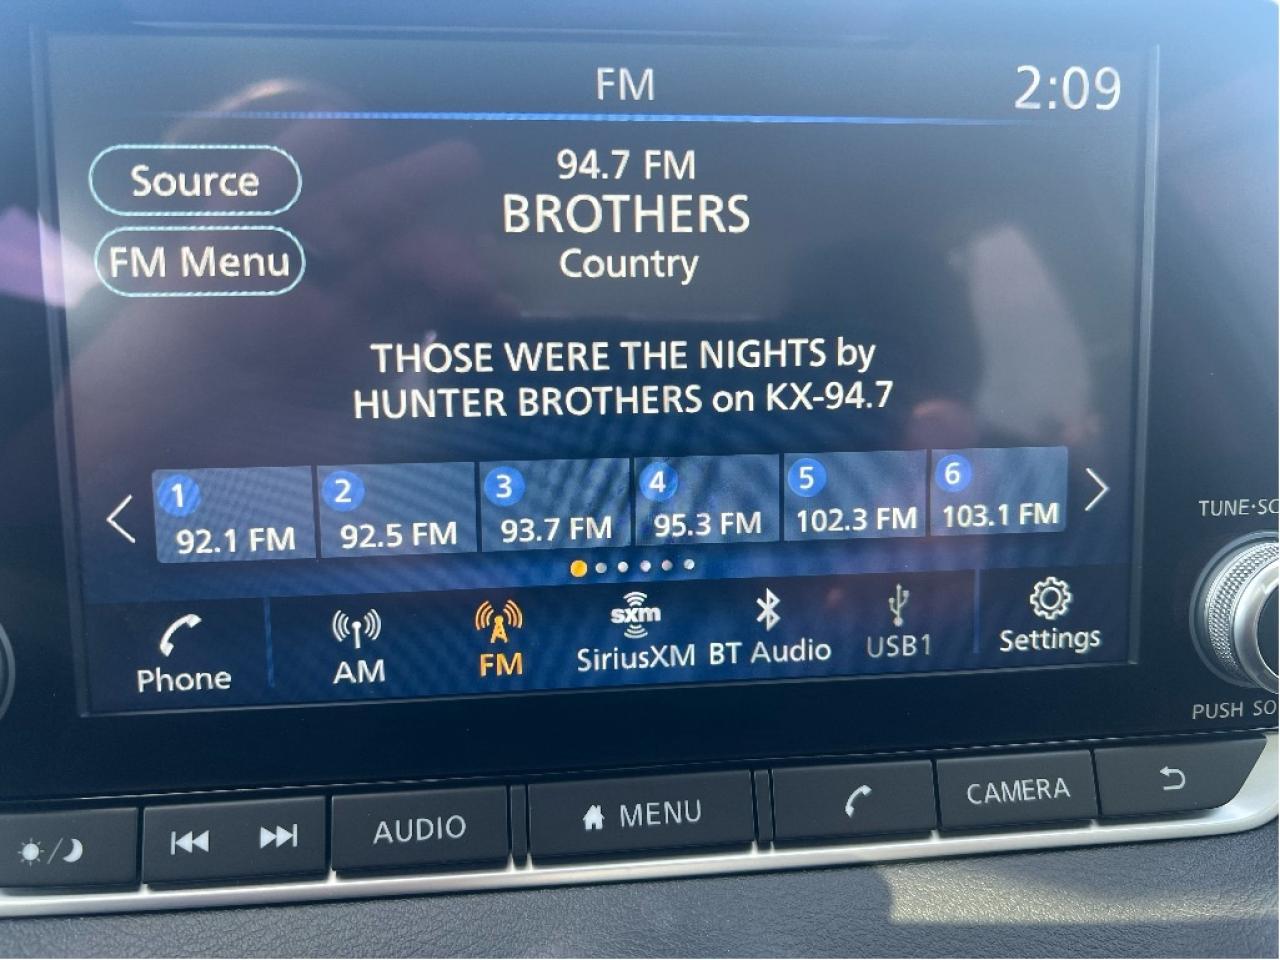 FM
2:09
Source
94.7 FM
BROTHERS
FM Menu
Country
THOSE WERE THE NIGHTS by
HUNTER BROTHERS on KX-94.7
1 2 3 4 5 6
92.1 FM 92.5 FM 93.7 FM 95.3 FM 102.3 FM 103.1 FM
sxm
Phone AM FM SiriusXM BT Audio USB1 Settings
TUNE·SC
PUSH SO
AUDIO MENU CAMERA